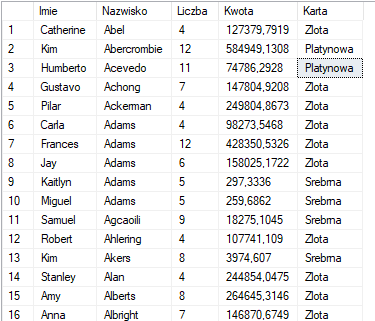 Imie Nazwisko Liczba Kwota Karta
1 Catherine Abel 4 127379,7919 Zlota
2 Kim Abercrombie 12 584949,1308 Platynowa
3 Humberto Acevedo 11 74786,2928 Platynowa
4 Gustavo Achong 7 147804,9208 Zlota
5 Pilar Ackerman 4 249804,8673 Zlota
6 Carla Adams 4 98273,5468 Zlota
7 Frances Adams 12 428350,5326 Zlota
8 Jay Adams 6 158025,1722 Zlota
9 Kaitlyn Adams 5 297,3336 Srebrna
10 Miguel Adams 5 259,6862 Srebrna
11 Samuel Agcaoili 9 18275,1045 Srebrna
12 Robert Ahlering 4 107741,109 Zlota
13 Kim Akers 8 3974,607 Srebrna
14 Stanley Alan 4 244854,0475 Zlota
15 Amy Alberts 8 264645,3146 Zlota
16 Anna Albright 7 146870,6749 Zlota